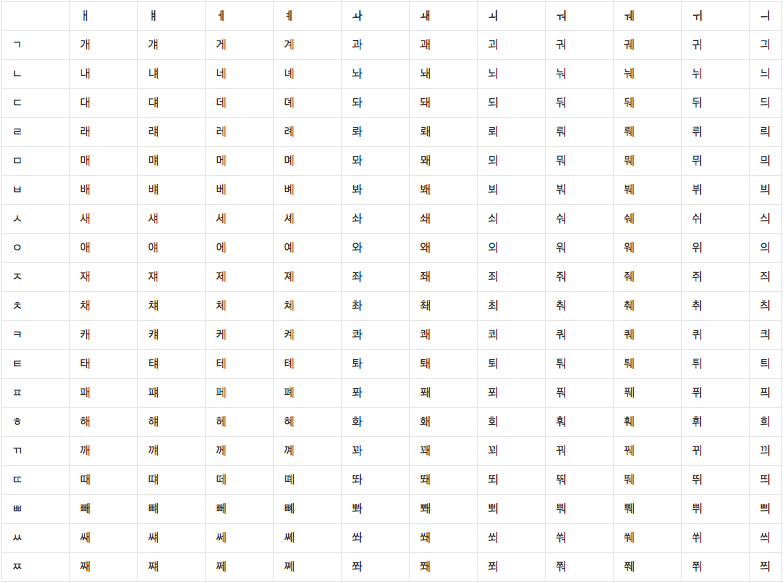 ㅐ ㅒ ㅔ ㅖ ㅘ ㅙ ㅚ ㅝ ㅞ ㅟ ㅢ
ㄱ 개 걔 게 계 과 괘 괴 궈 궤 귀 긔
ㄴ 내 냬 네 녜 놔 놰 뇌 눠 눼 뉘 늬
ㄷ 대 댸 데 뎨 돠 돼 되 둬 뒈 뒤 듸
ㄹ 래 럐 레 례 롸 뢔 뢰 뤄 뤠 뤼 릐
ㅁ 매 먜 메 몌 뫄 뫠 뫼 뭐 뭬 뮈 믜
ㅂ 배 뱨 베 볘 봐 봬 뵈 붜 붸 뷔 븨
ㅅ 새 섀 세 셰 솨 쇄 쇠 숴 쉐 쉬 싀
ㅇ 애 얘 에 예 와 왜 외 워 웨 위 의
ㅈ 재 쟤 제 졔 좌 좨 죄 줘 줴 쥐 즤
ㅊ 채 챼 체 쳬 촤 쵀 최 춰 췌 취 츼
ㅋ 캐 컈 케 켸 콰 쾌 쾨 쿼 퀘 퀴 킈
ㅌ 태 턔 테 톄 톼 퇘 퇴 퉈 퉤 튀 틔
ㅍ 패 퍠 페 폐 퐈 퐤 푀 풔 풰 퓌 픠
ㅎ 해 햬 헤 혜 화 홰 회 훠 훼 휘 희
ㄲ 깨 꺠 께 꼐 꽈 꽤 꾀 꿔 꿰 뀌 끠
ㄸ 때 떄 떼 뗴 똬 뙈 뙤 뚸 뛔 뛰 띄
ㅃ 빼 뺴 뻬 뼤 뽜 뽸 뾔 뿨 쀄 쀠 쁴
ㅆ 쌔 썌 쎄 쎼 쏴 쐐 쐬 쒀 쒜 쒸 씌
ㅉ 째 쨰 쩨 쪠 쫘 쫴 쬐 쭤 쮀 쮜 쯰